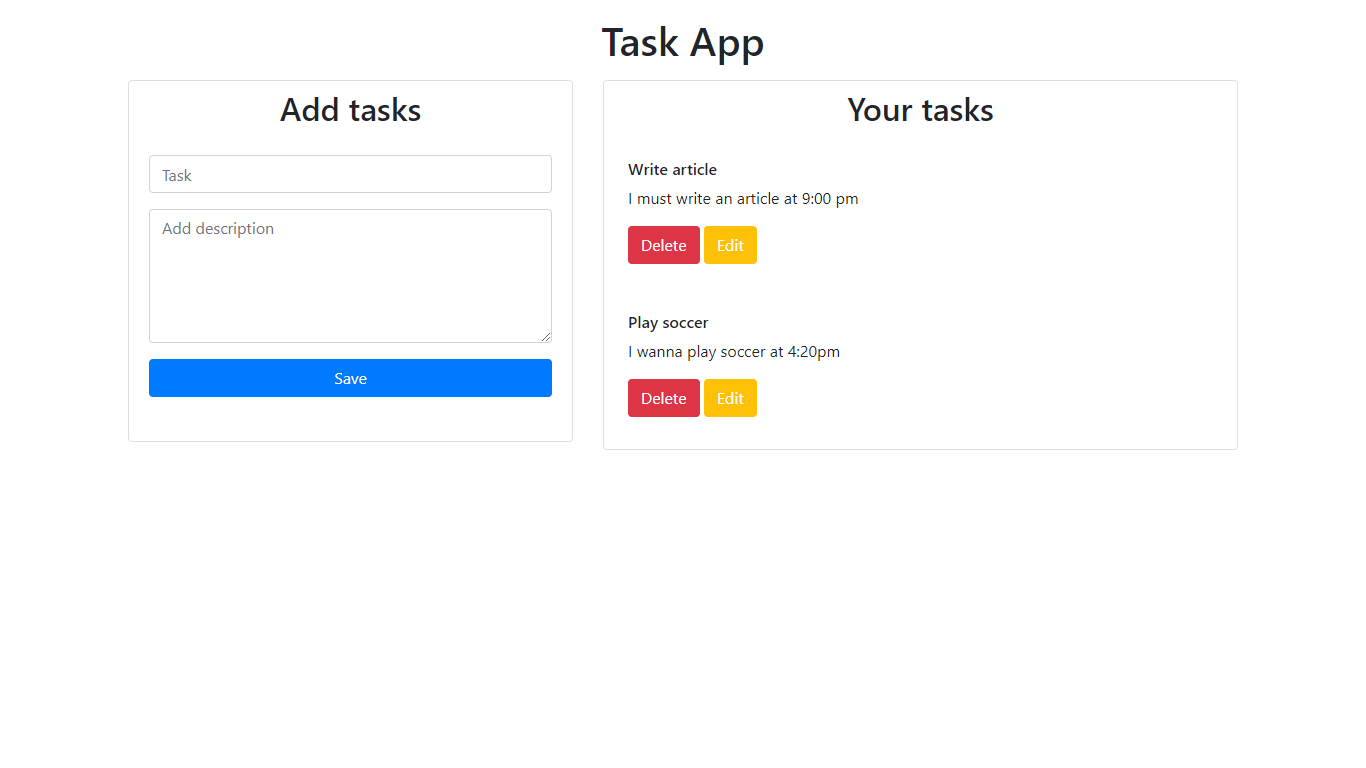 Task App
Add tasks
Task
Add description
Save
Your tasks
Write article
I must write an article at 9:00 pm
Delete Edit
Play soccer
I wanna play soccer at 4:20pm
Delete Edit